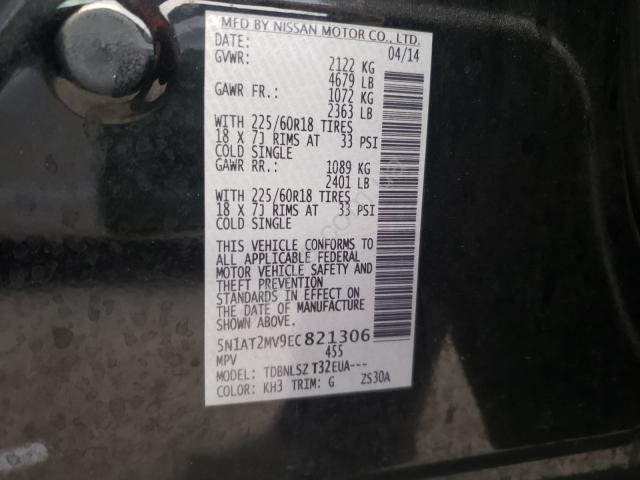 MFD BY NISSAN MOTOR CO., LTD.
DATE: 04/14
GVWR: 2122 KG
4679 LB
GAWR FR.: 1072 KG
2363 LB
WITH 225/60R18 TIRES
18 X 7J RIMS AT 33 PSI
COLD SINGLE
GAWR RR.: 1089 KG
2401 LB
WITH 225/60R18 TIRES
18 X 7J RIMS AT 33 PSI
COLD SINGLE
THIS VEHICLE CONFORMS TO
ALL APPLICABLE FEDERAL
MOTOR VEHICLE SAFETY AND
THEFT PREVENTION
STANDARDS IN EFFECT ON
THE DATE OF MANUFACTURE
SHOWN ABOVE.
5N1AT2MV9EC821306
MPV 455
MODEL: TDBNLSZ T32EUA---
COLOR: KH3 TRIM: G ZS30A